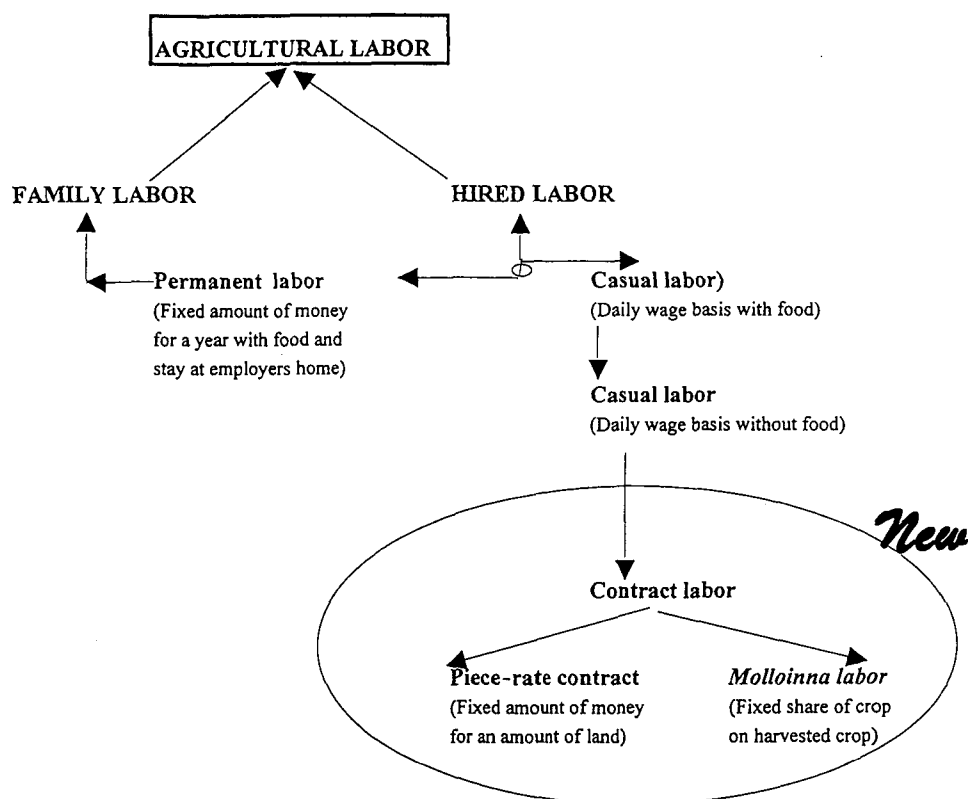 AGRICULTURAL LABOR
FAMILY LABOR
HIRED LABOR
Permanent labor
(Fixed amount of money
for a year with food and
stay at employers home)
Casual labor)
(Daily wage basis with food)
Casual labor
(Daily wage basis without food)
New
Contract labor
Piece-rate contract
(Fixed amount of money
for an amount of land)
Molloinna labor
(Fixed share of crop
on harvested crop)